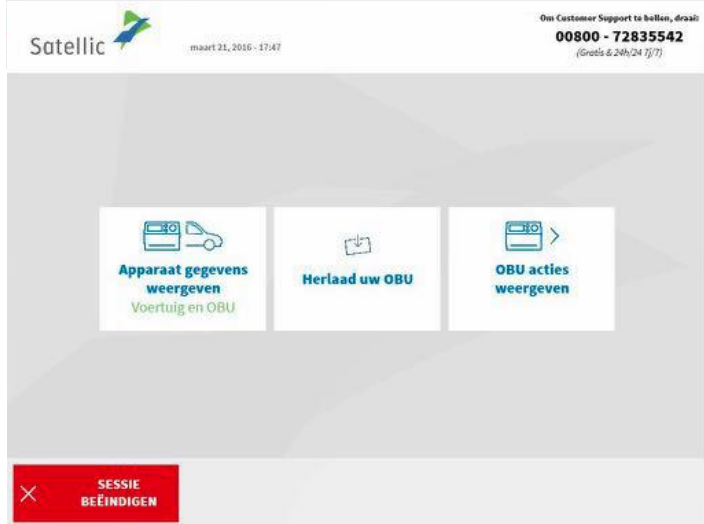 Om Customer Support te bellen, draai:
00800 - 72835542
(Gratis & 24h/24 7j/7)
Satellic
maart 21, 2016 - 17:47
Apparaat gegevens
weergeven
Voertuig en OBU
Herlaad uw OBU
OBU acties
weergeven
SESSIE
BEËINDIGEN